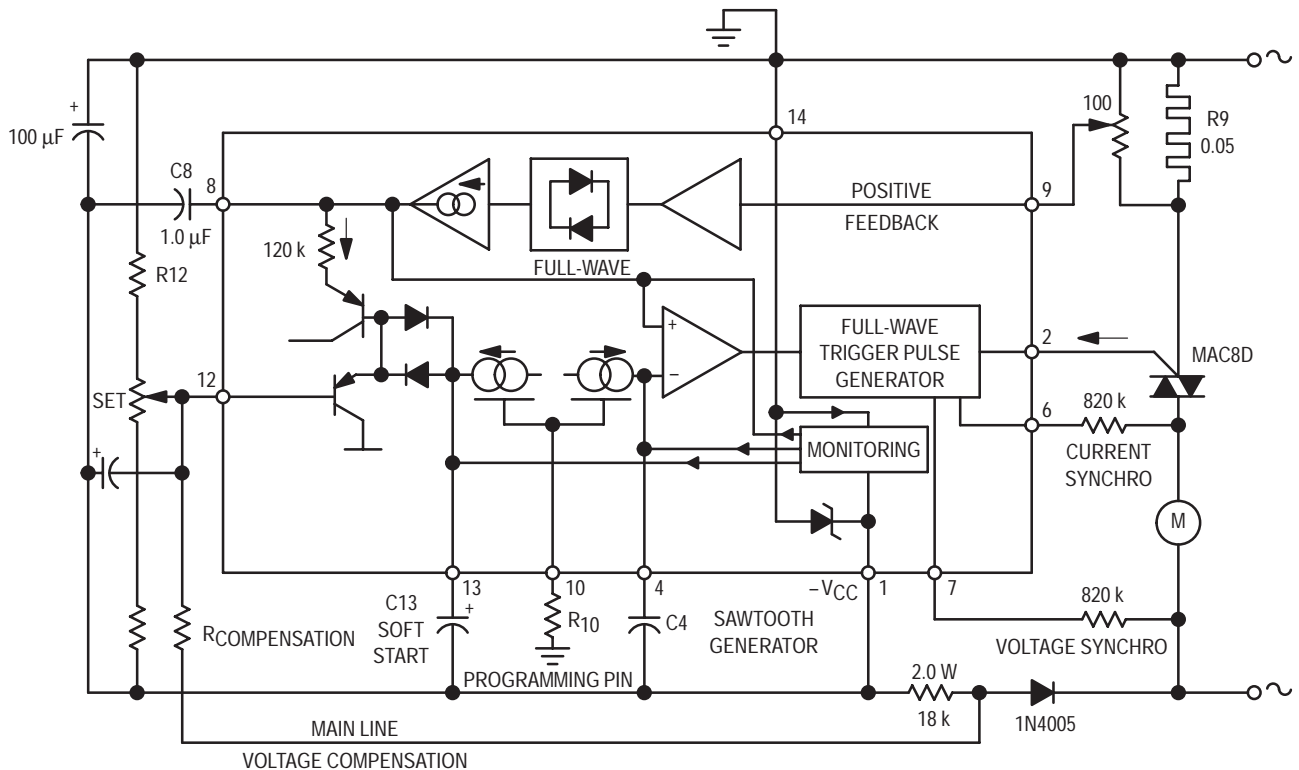 14
100 µF
+
C8
1.0 µF
8
120 k
R12
SET
12
+
FULL-WAVE
POSITIVE
FEEDBACK
9
100
R9
0.05
+
−
FULL-WAVE
TRIGGER PULSE
GENERATOR
2
MAC8D
6
820 k
CURRENT
SYNCHRO
MONITORING
M
13
10
4
– VCC
1
7
C13
SOFT
START
+
R10
C4
SAWTOOTH
GENERATOR
820 k
VOLTAGE SYNCHRO
RCOMPENSATION
PROGRAMMING PIN
2.0 W
18 k
1N4005
MAIN LINE
VOLTAGE COMPENSATION